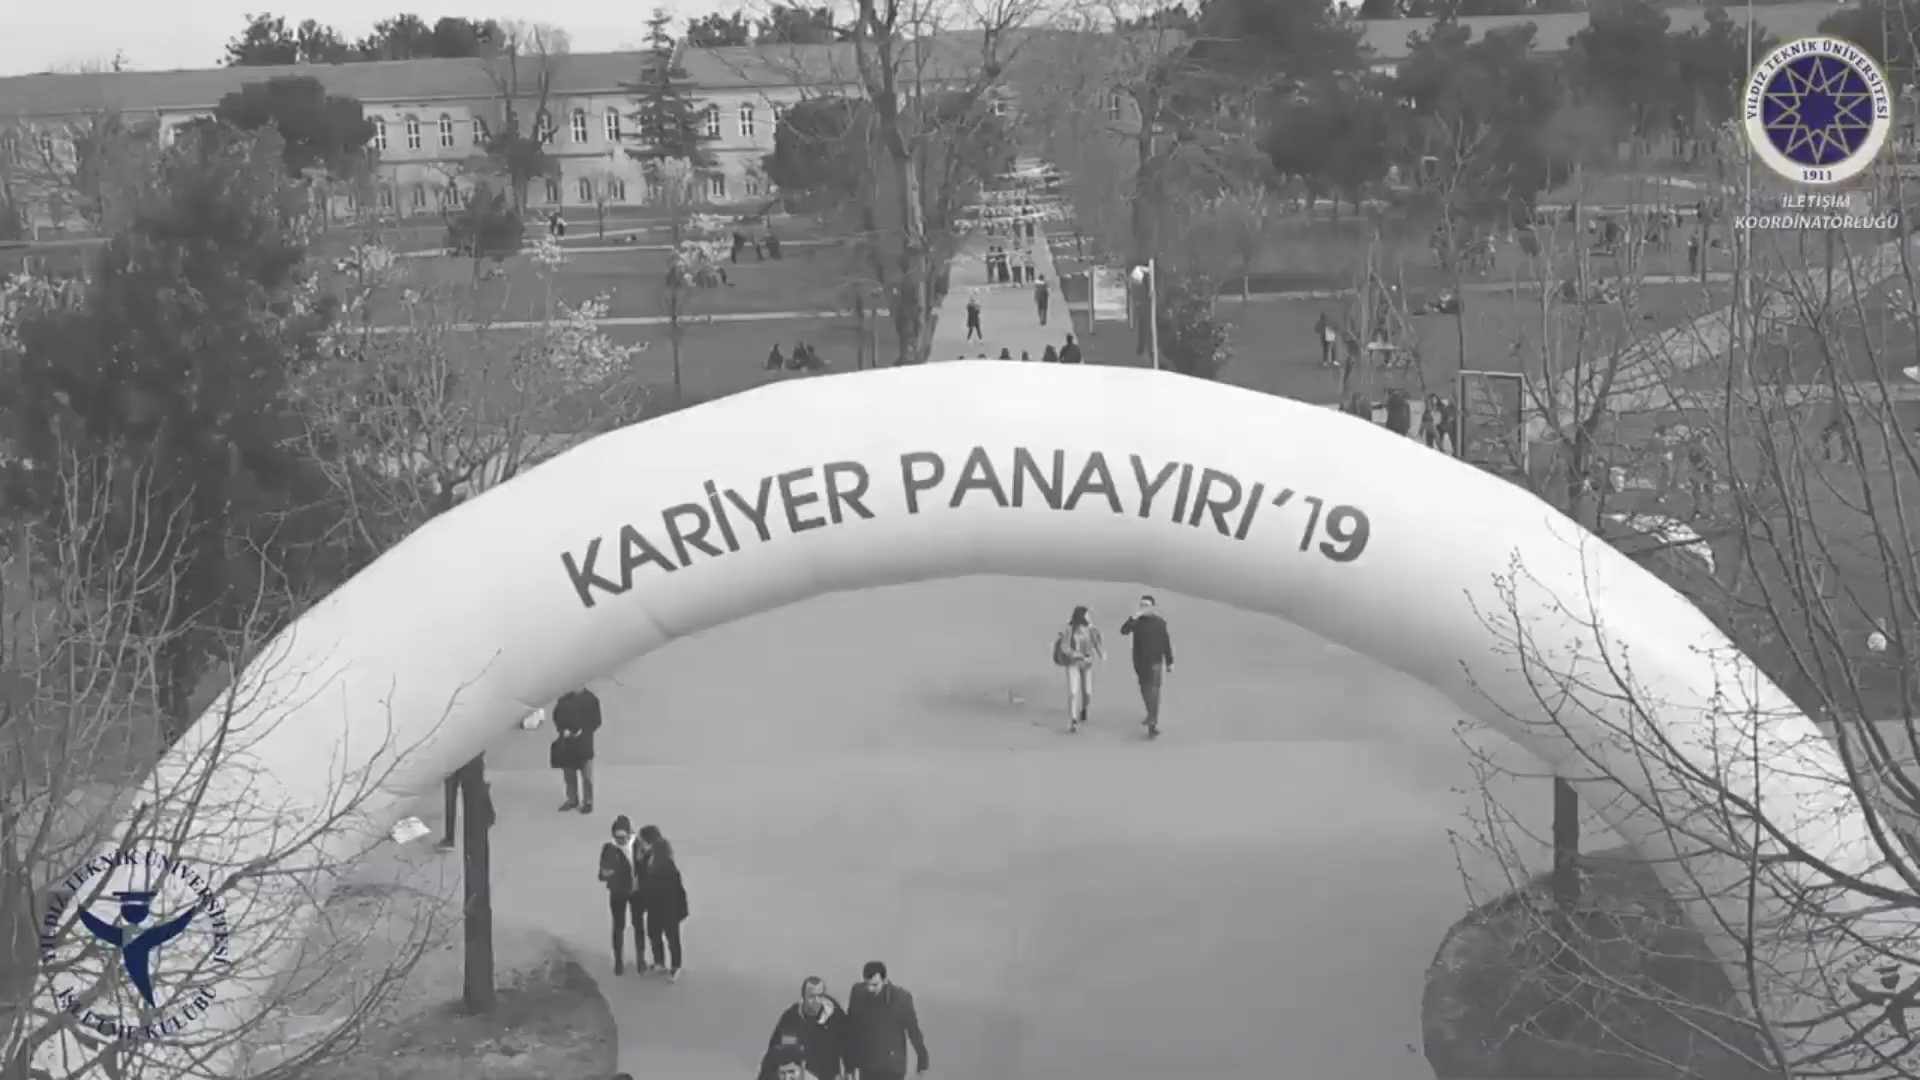 YILDIZ TEKNİK ÜNİVERSİTESİ
1911
İLETİŞİM
KOORDİNATÖRLÜĞÜ
KARİYER PANAYIRI'19
YILDIZ TEKNİK ÜNİVERSİTESİ
İŞLETME KULÜBÜ